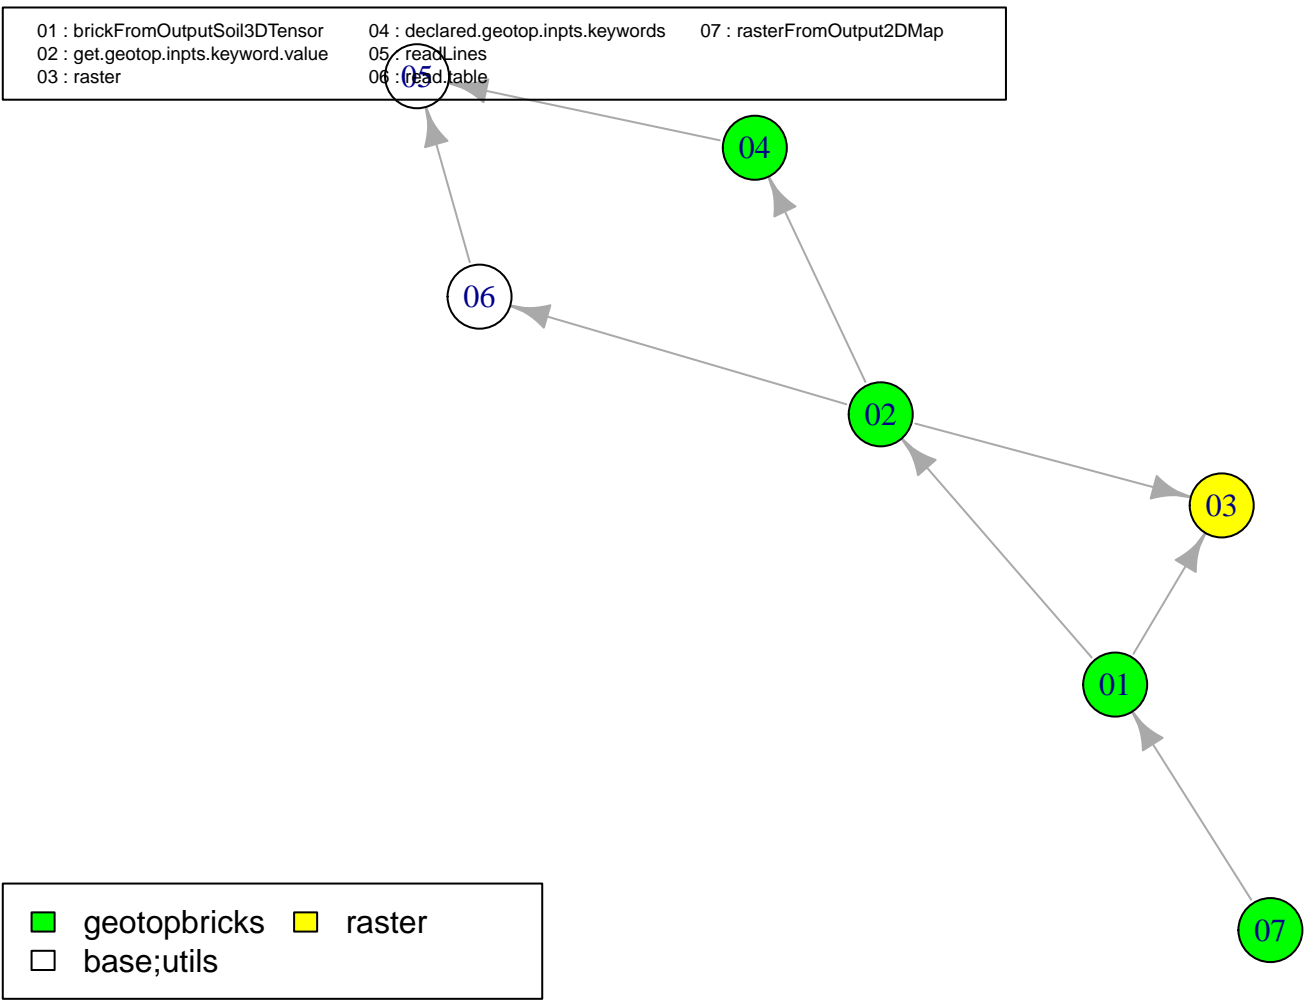 01 : brickFromOutputSoil3DTensor 04 : declared.geotop.inpts.keywords 07 : rasterFromOutput2DMap
02 : get.geotop.inpts.keyword.value 05 : readLines
03 : raster 06 : read.table
05
04
06
02
03
01
07
geotopbricks raster
base;utils